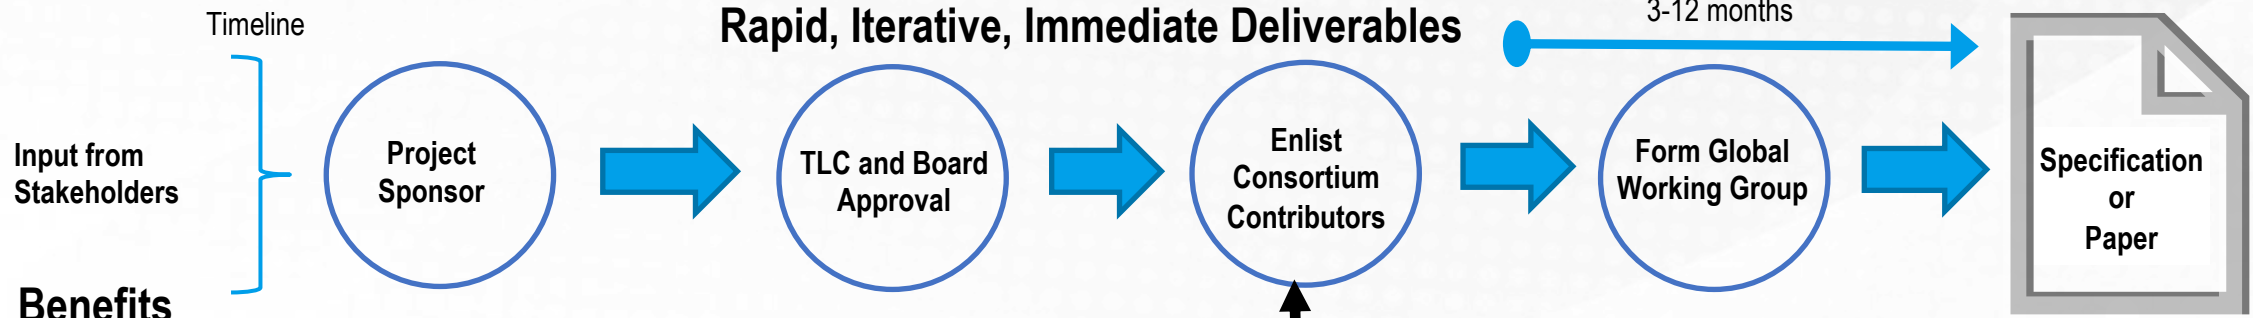 Timeline
Rapid, Iterative, Immediate Deliverables
3-12 months
Input from
Stakeholders
Project
Sponsor
TLC and Board
Approval
Enlist
Consortium
Contributors
Form Global
Working Group
Specification
or
Paper
Benefits